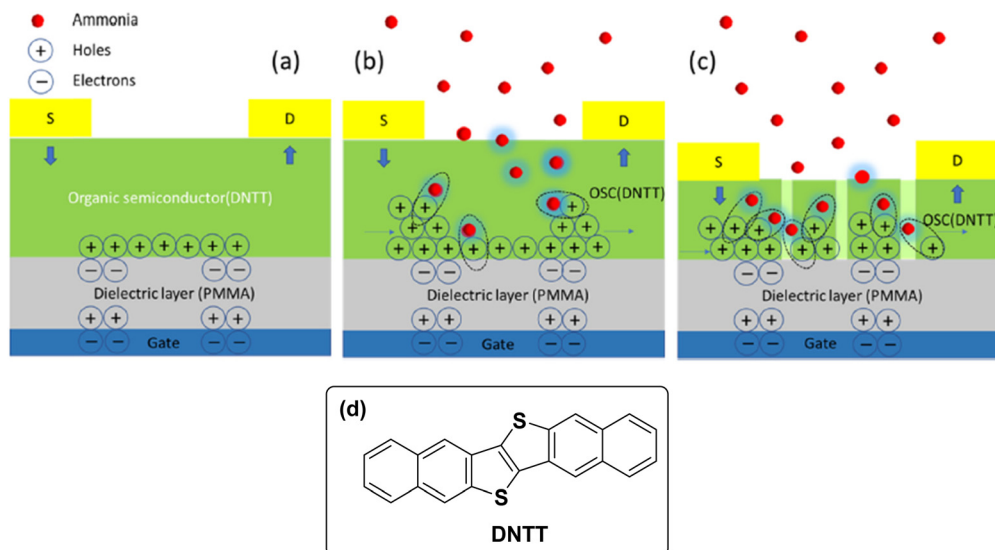 Ammonia
Holes
Electrons
(a)
S
D
Organic semiconductor(DNTT)
Dielectric layer (PMMA)
Gate
(b)
S
D
OSC(DNTT)
Dielectric layer (PMMA)
Gate
(c)
S
D
OSC(DNTT)
Dielectric layer (PMMA)
Gate
(d)
S
S
DNTT